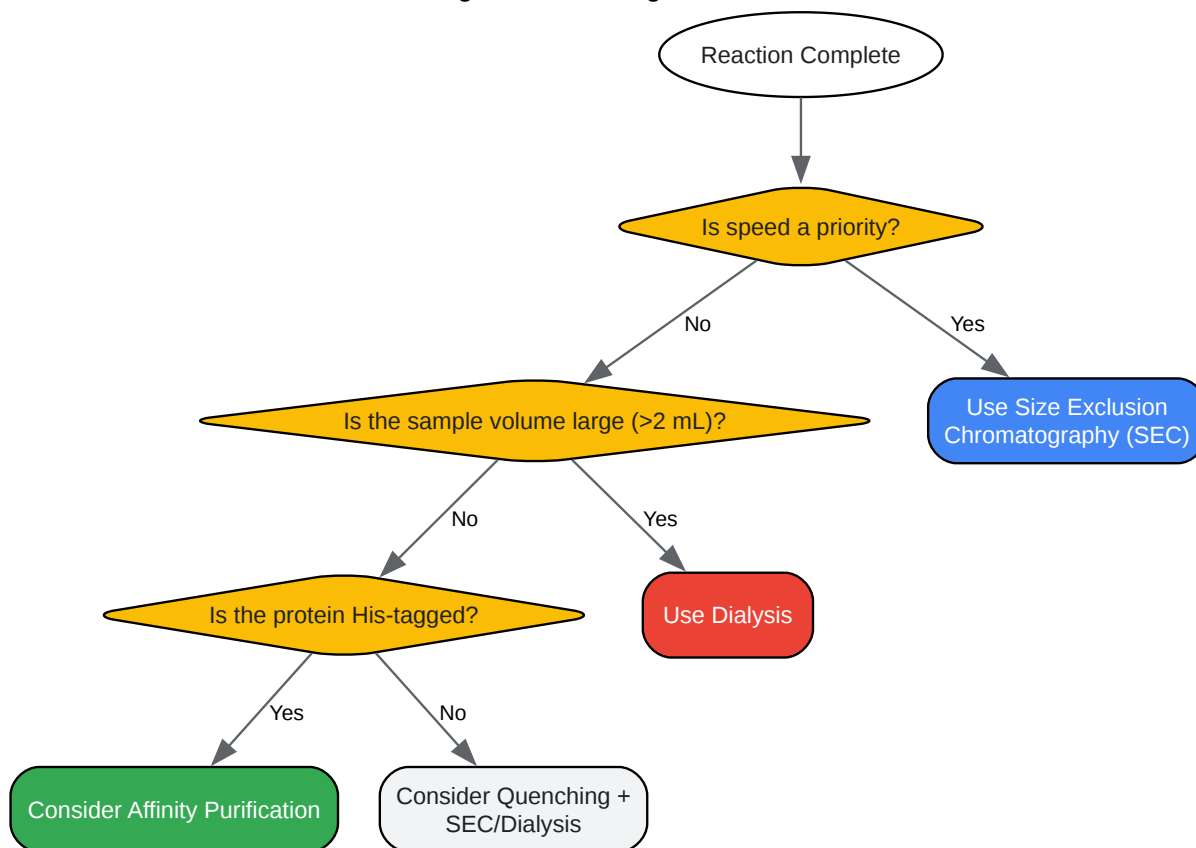 Reaction Complete
Is speed a priority?
No
Yes
Is the sample volume large (>2 mL)?
Use Size Exclusion
Chromatography (SEC)
No
Yes
Is the protein His-tagged?
Use Dialysis
Yes
No
Consider Affinity Purification
Consider Quenching +
SEC/Dialysis